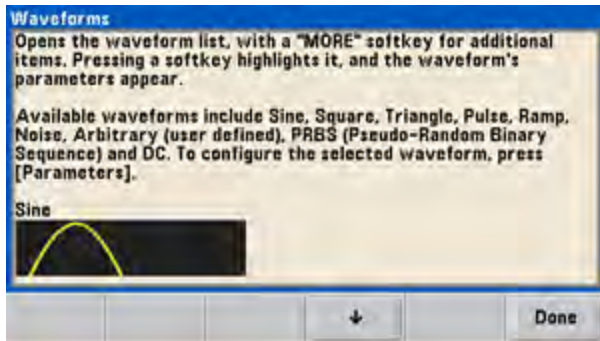 Waveforms
Opens the waveform list, with a "MORE" softkey for additional
items. Pressing a softkey highlights it, and the waveform's
parameters appear.
Available waveforms include Sine, Square, Triangle, Pulse, Ramp,
Noise, Arbitrary (user defined), PRBS (Pseudo-Random Binary
Sequence) and DC. To configure the selected waveform, press
[Parameters].
Sine
↓ Done